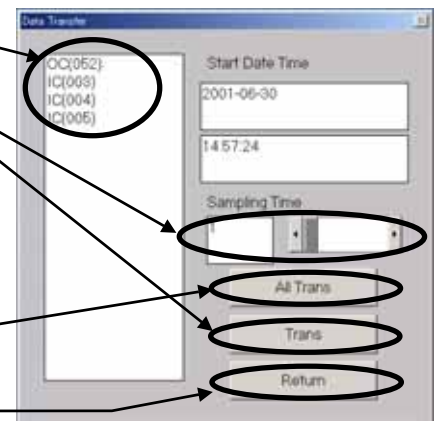 Data Transfer
OC(052)
IC(003)
IC(004)
IC(005)
Start Date Time
2001-06-30
14:57:24
Sampling Time
1
All Trans
Trans
Return